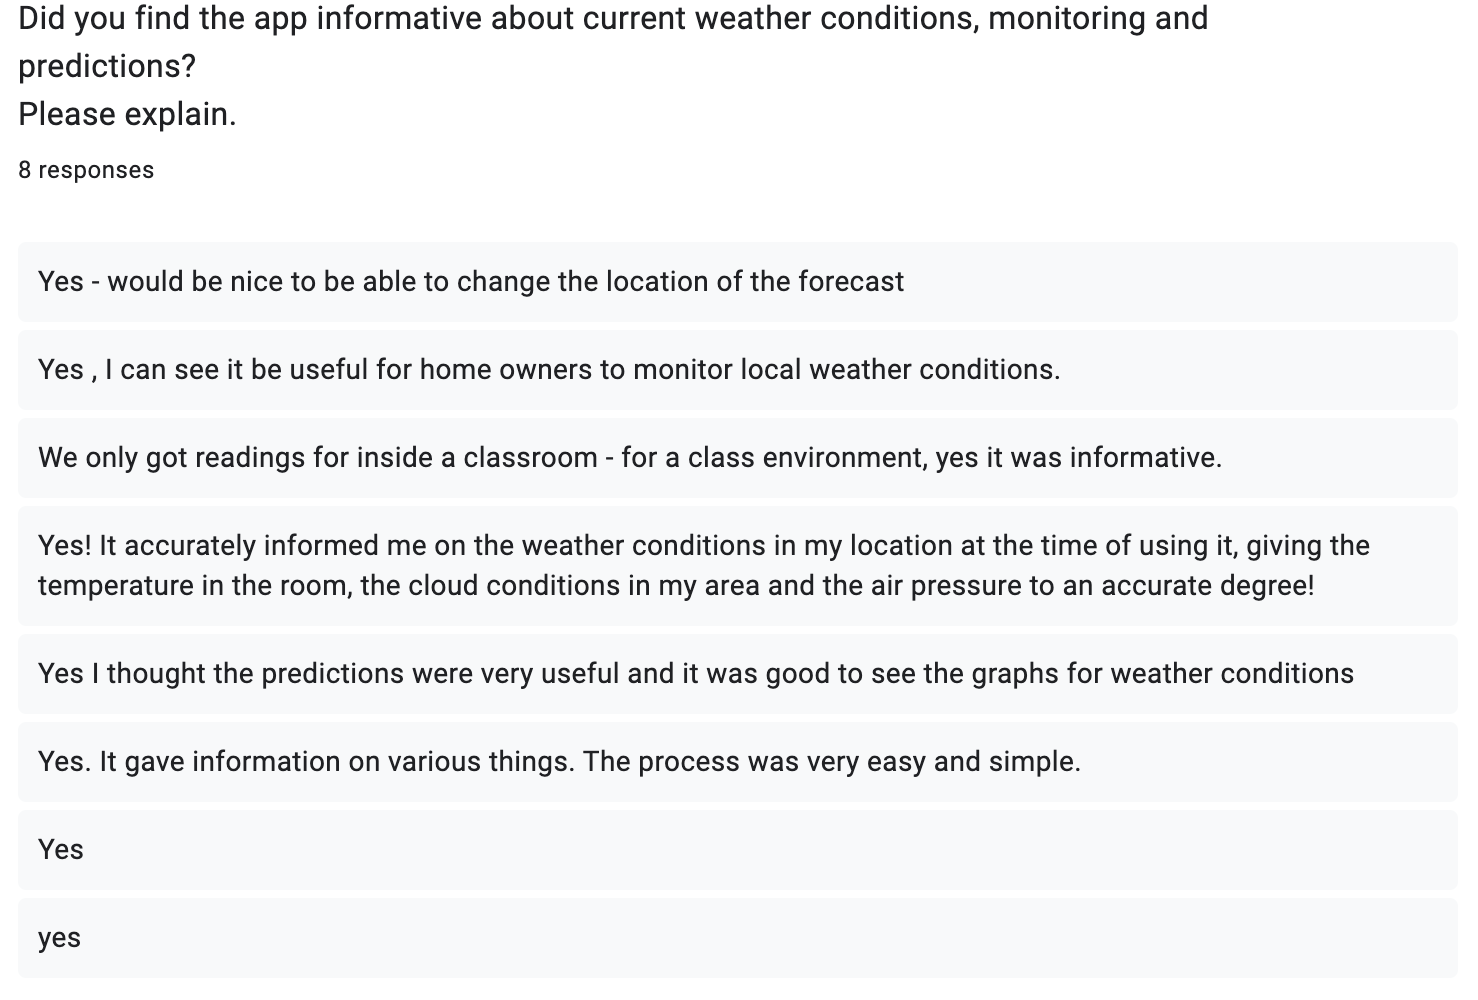 Did you find the app informative about current weather conditions, monitoring and
predictions?
Please explain.
8 responses
Yes - would be nice to be able to change the location of the forecast
Yes , I can see it be useful for home owners to monitor local weather conditions.
We only got readings for inside a classroom - for a class environment, yes it was informative.
Yes! It accurately informed me on the weather conditions in my location at the time of using it, giving the
temperature in the room, the cloud conditions in my area and the air pressure to an accurate degree!
Yes I thought the predictions were very useful and it was good to see the graphs for weather conditions
Yes. It gave information on various things. The process was very easy and simple.
Yes
yes